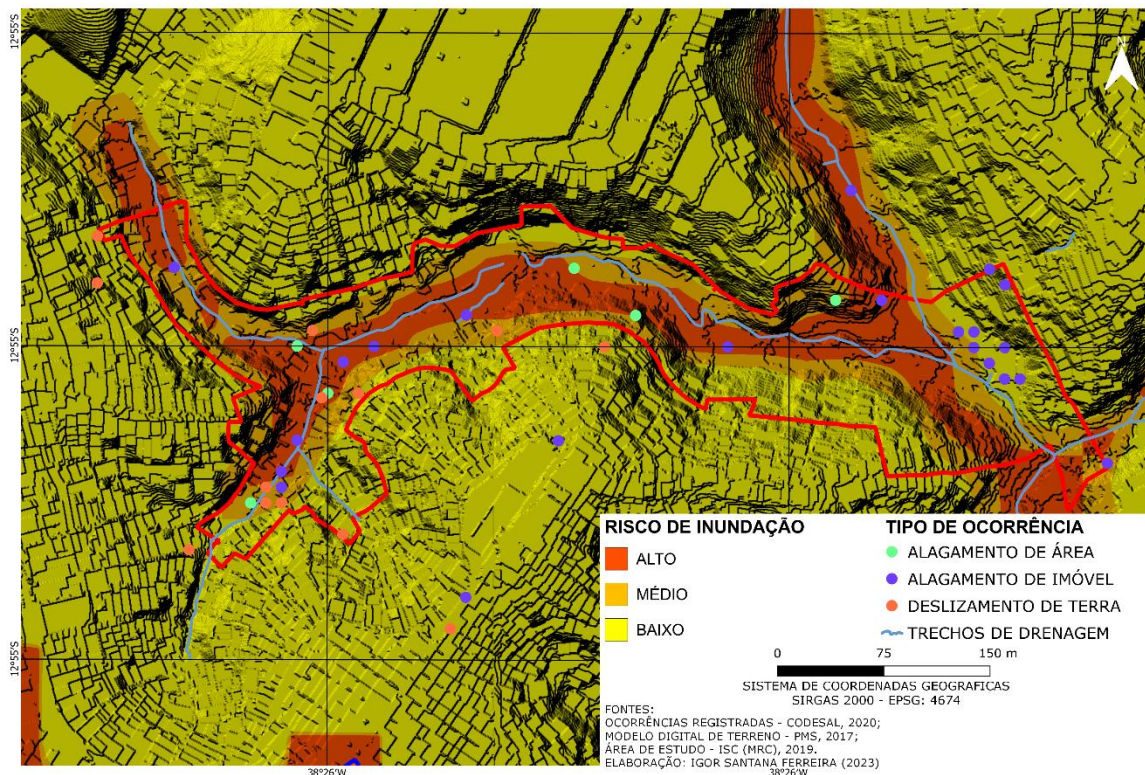 12°55'S
12°55'S
12°55'S
38°26'W
38°26'W
RISCO DE INUNDAÇÃO
ALTO
MÉDIO
BAIXO
TIPO DE OCORRÊNCIA
ALAGAMENTO DE ÁREA
ALAGAMENTO DE IMÓVEL
DESLIZAMENTO DE TERRA
TRECHOS DE DRENAGEM
0 75 150 m
SISTEMA DE COORDENADAS GEOGRAFICAS
SIRGAS 2000 - EPSG: 4674
FONTES:
OCORRÊNCIAS REGISTRADAS - CODESAL, 2020;
MODELO DIGITAL DE TERRENO - PMS, 2017;
ÁREA DE ESTUDO - ISC (MRC), 2019.
ELABORAÇÃO: IGOR SANTANA FERREIRA (2023)